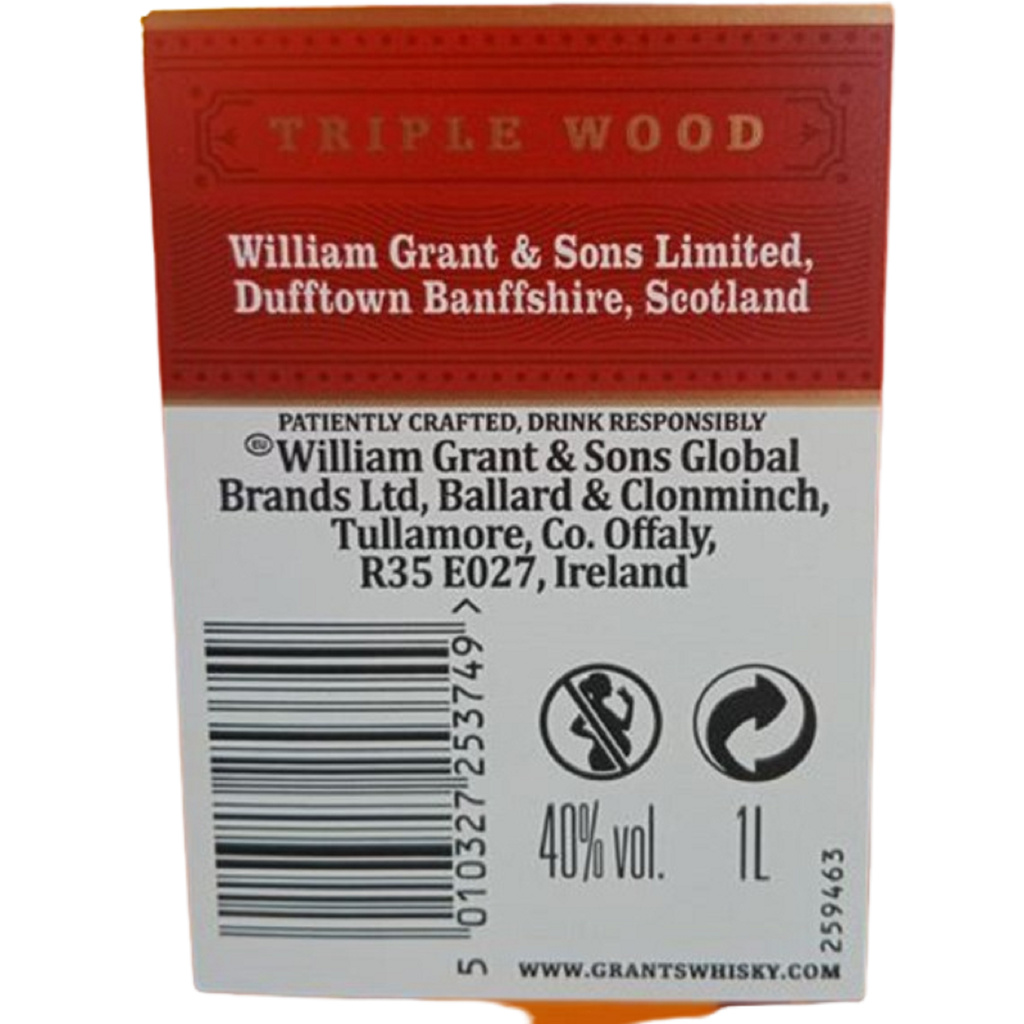 TRIPLE WOOD
William Grant & Sons Limited,
Dufftown Banffshire, Scotland
PATIENTLY CRAFTED, DRINK RESPONSIBLY
EU William Grant & Sons Global
Brands Ltd, Ballard & Clonminch,
Tullamore, Co. Offaly,
R35 E027, Ireland
5 010327 253749 >
40% vol.
1L
259463
WWW.GRANTSWHISKY.COM